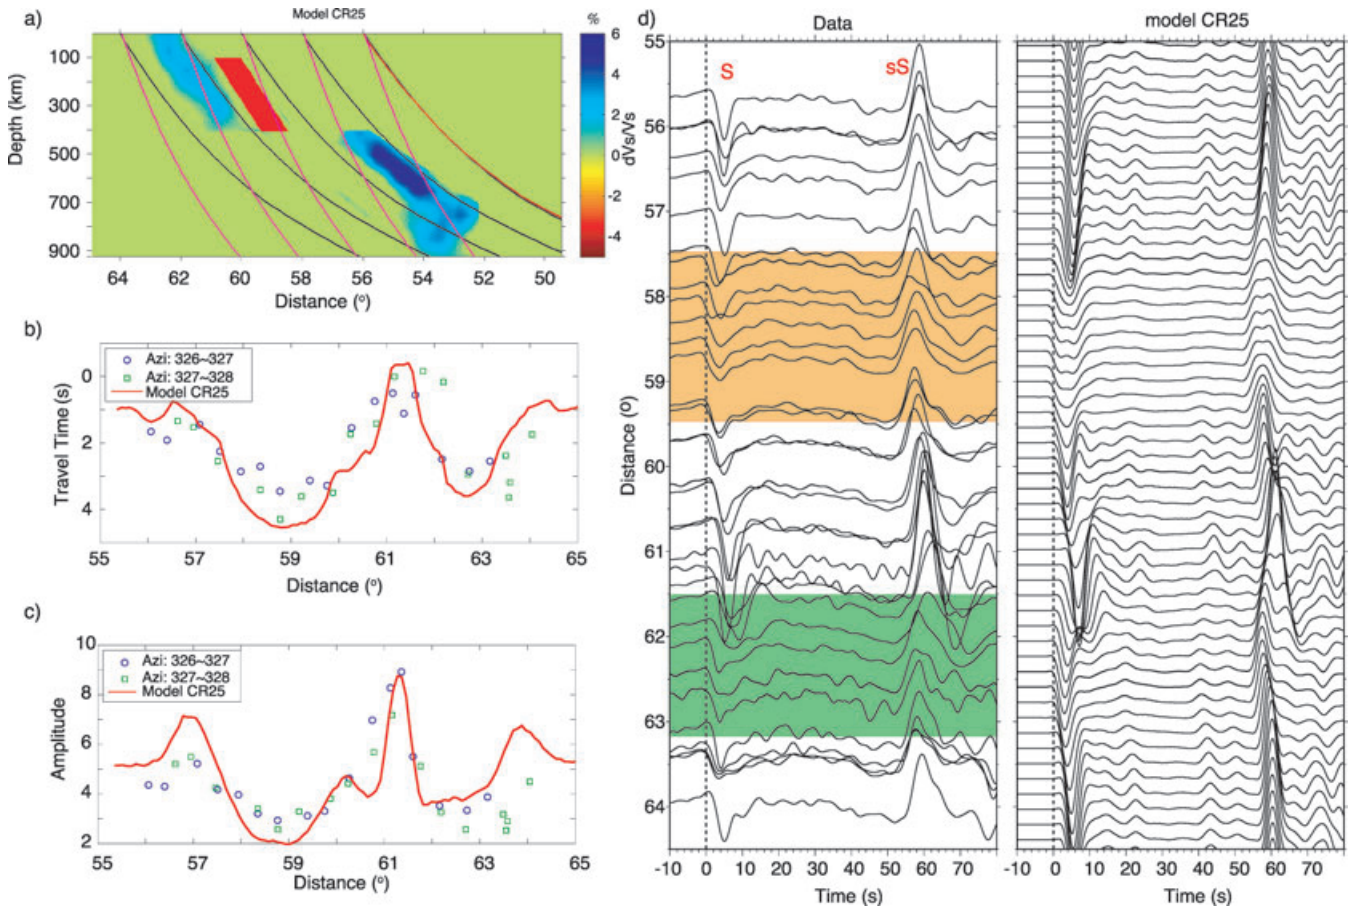 a)
Model CR25
%
6
4
2
0
-2
-4
dVs/Vs
Depth (km)
100
300
500
750
900
64 62 60 58 56 54 52 50
Distance (°)
b)
Azi: 326~327
Azi: 327~328
Model CR25
Travel Time (s)
0
2
4
55 57 59 61 63 65
Distance (°)
c)
Azi: 326~327
Azi: 327~328
Model CR25
Amplitude
10
8
6
4
2
55 57 59 61 63 65
Distance (°)
d)
Data
model CR25
S
sS
Distance (°)
55
56
57
58
59
60
61
62
63
64
-10 0 10 20 30 40 50 60 70
Time (s)
-10 0 10 20 30 40 50 60 70
Time (s)